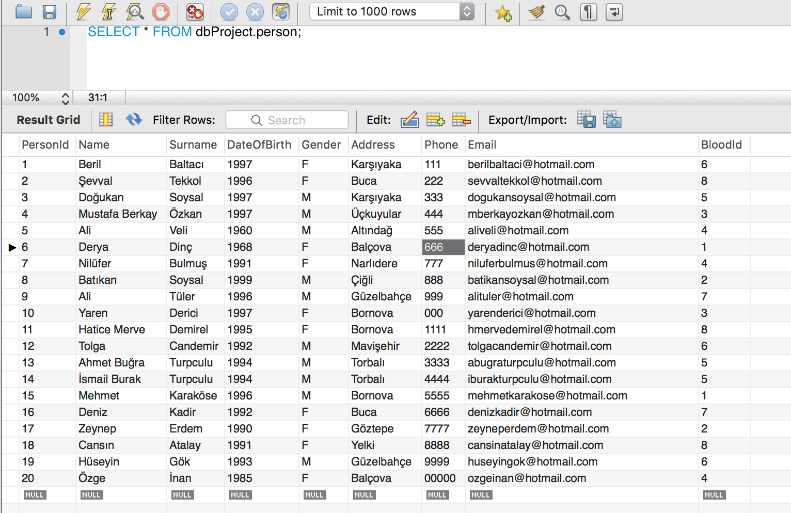 Limit to 1000 rows
1 SELECT * FROM dbProject.person;
100% 31:1
Result Grid Filter Rows: Search Edit: Export/Import:
PersonId Name Surname DateOfBirth Gender Address Phone Email BloodId
1 Beril Baltacı 1997 F Karşıyaka 111 berilbaltaci@hotmail.com 6
2 Şevval Tekkol 1996 F Buca 222 sevvaltekkol@hotmail.com 8
3 Doğukan Soysal 1997 M Karşıyaka 333 dogukansoysal@hotmail.com 5
4 Mustafa Berkay Özkan 1997 M Üçkuyular 444 mberkayozkan@hotmail.com 3
5 Ali Veli 1960 M Altındağ 555 aliveli@hotmail.com 4
6 Derya Dinç 1968 F Balçova 666 deryadinc@hotmail.com 1
7 Nilüfer Bulmuş 1991 F Narlıdere 777 niluferbulmus@hotmail.com 4
8 Batıkan Soysal 1999 M Çiğli 888 batikansoysal@hotmail.com 2
9 Ali Tüler 1996 M Güzelbahçe 999 alituler@hotmail.com 7
10 Yaren Derici 1997 F Bornova 000 yarenderici@hotmail.com 3
11 Hatice Merve Demirel 1995 F Bornova 1111 hmervedemirel@hotmail.com 8
12 Tolga Candemir 1992 M Mavişehir 2222 tolgacandemir@hotmail.com 6
13 Ahmet Buğra Turpculu 1994 M Torbalı 3333 abugraturpculu@hotmail.com 5
14 İsmail Burak Turpculu 1994 M Torbalı 4444 iburakturpculu@hotmail.com 5
15 Mehmet Karaköse 1996 M Bornova 5555 mehmetkarakose@hotmail.com 1
16 Deniz Kadir 1992 F Buca 6666 denizkadir@hotmail.com 7
17 Zeynep Erdem 1990 F Göztepe 7777 zeyneperdem@hotmail.com 2
18 Cansın Atalay 1991 F Yelki 8888 cansinatalay@hotmail.com 8
19 Hüseyin Gök 1993 M Güzelbahçe 9999 huseyingok@hotmail.com 6
20 Özge İnan 1985 F Balçova 00000 ozgeinan@hotmail.com 4
NULL NULL NULL NULL NULL NULL NULL NULL NULL